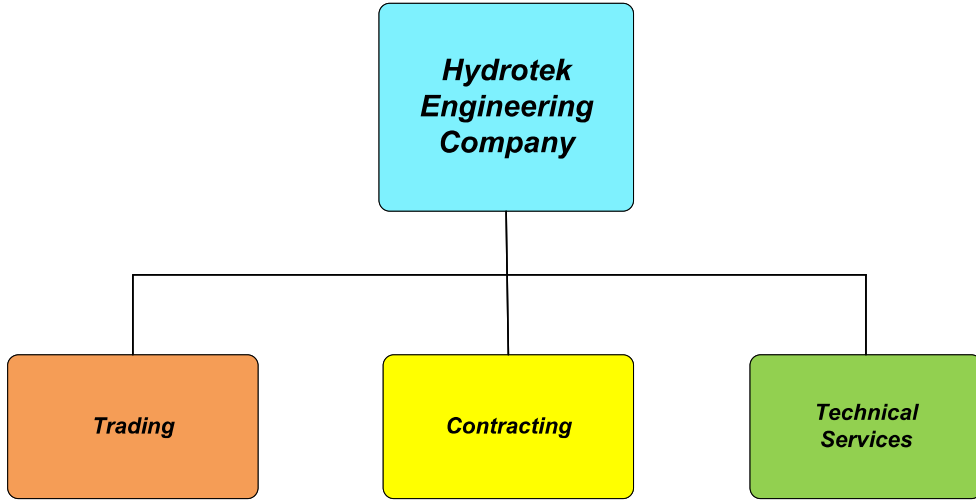 Hydrotek
Engineering
Company
Trading
Contracting
Technical
Services